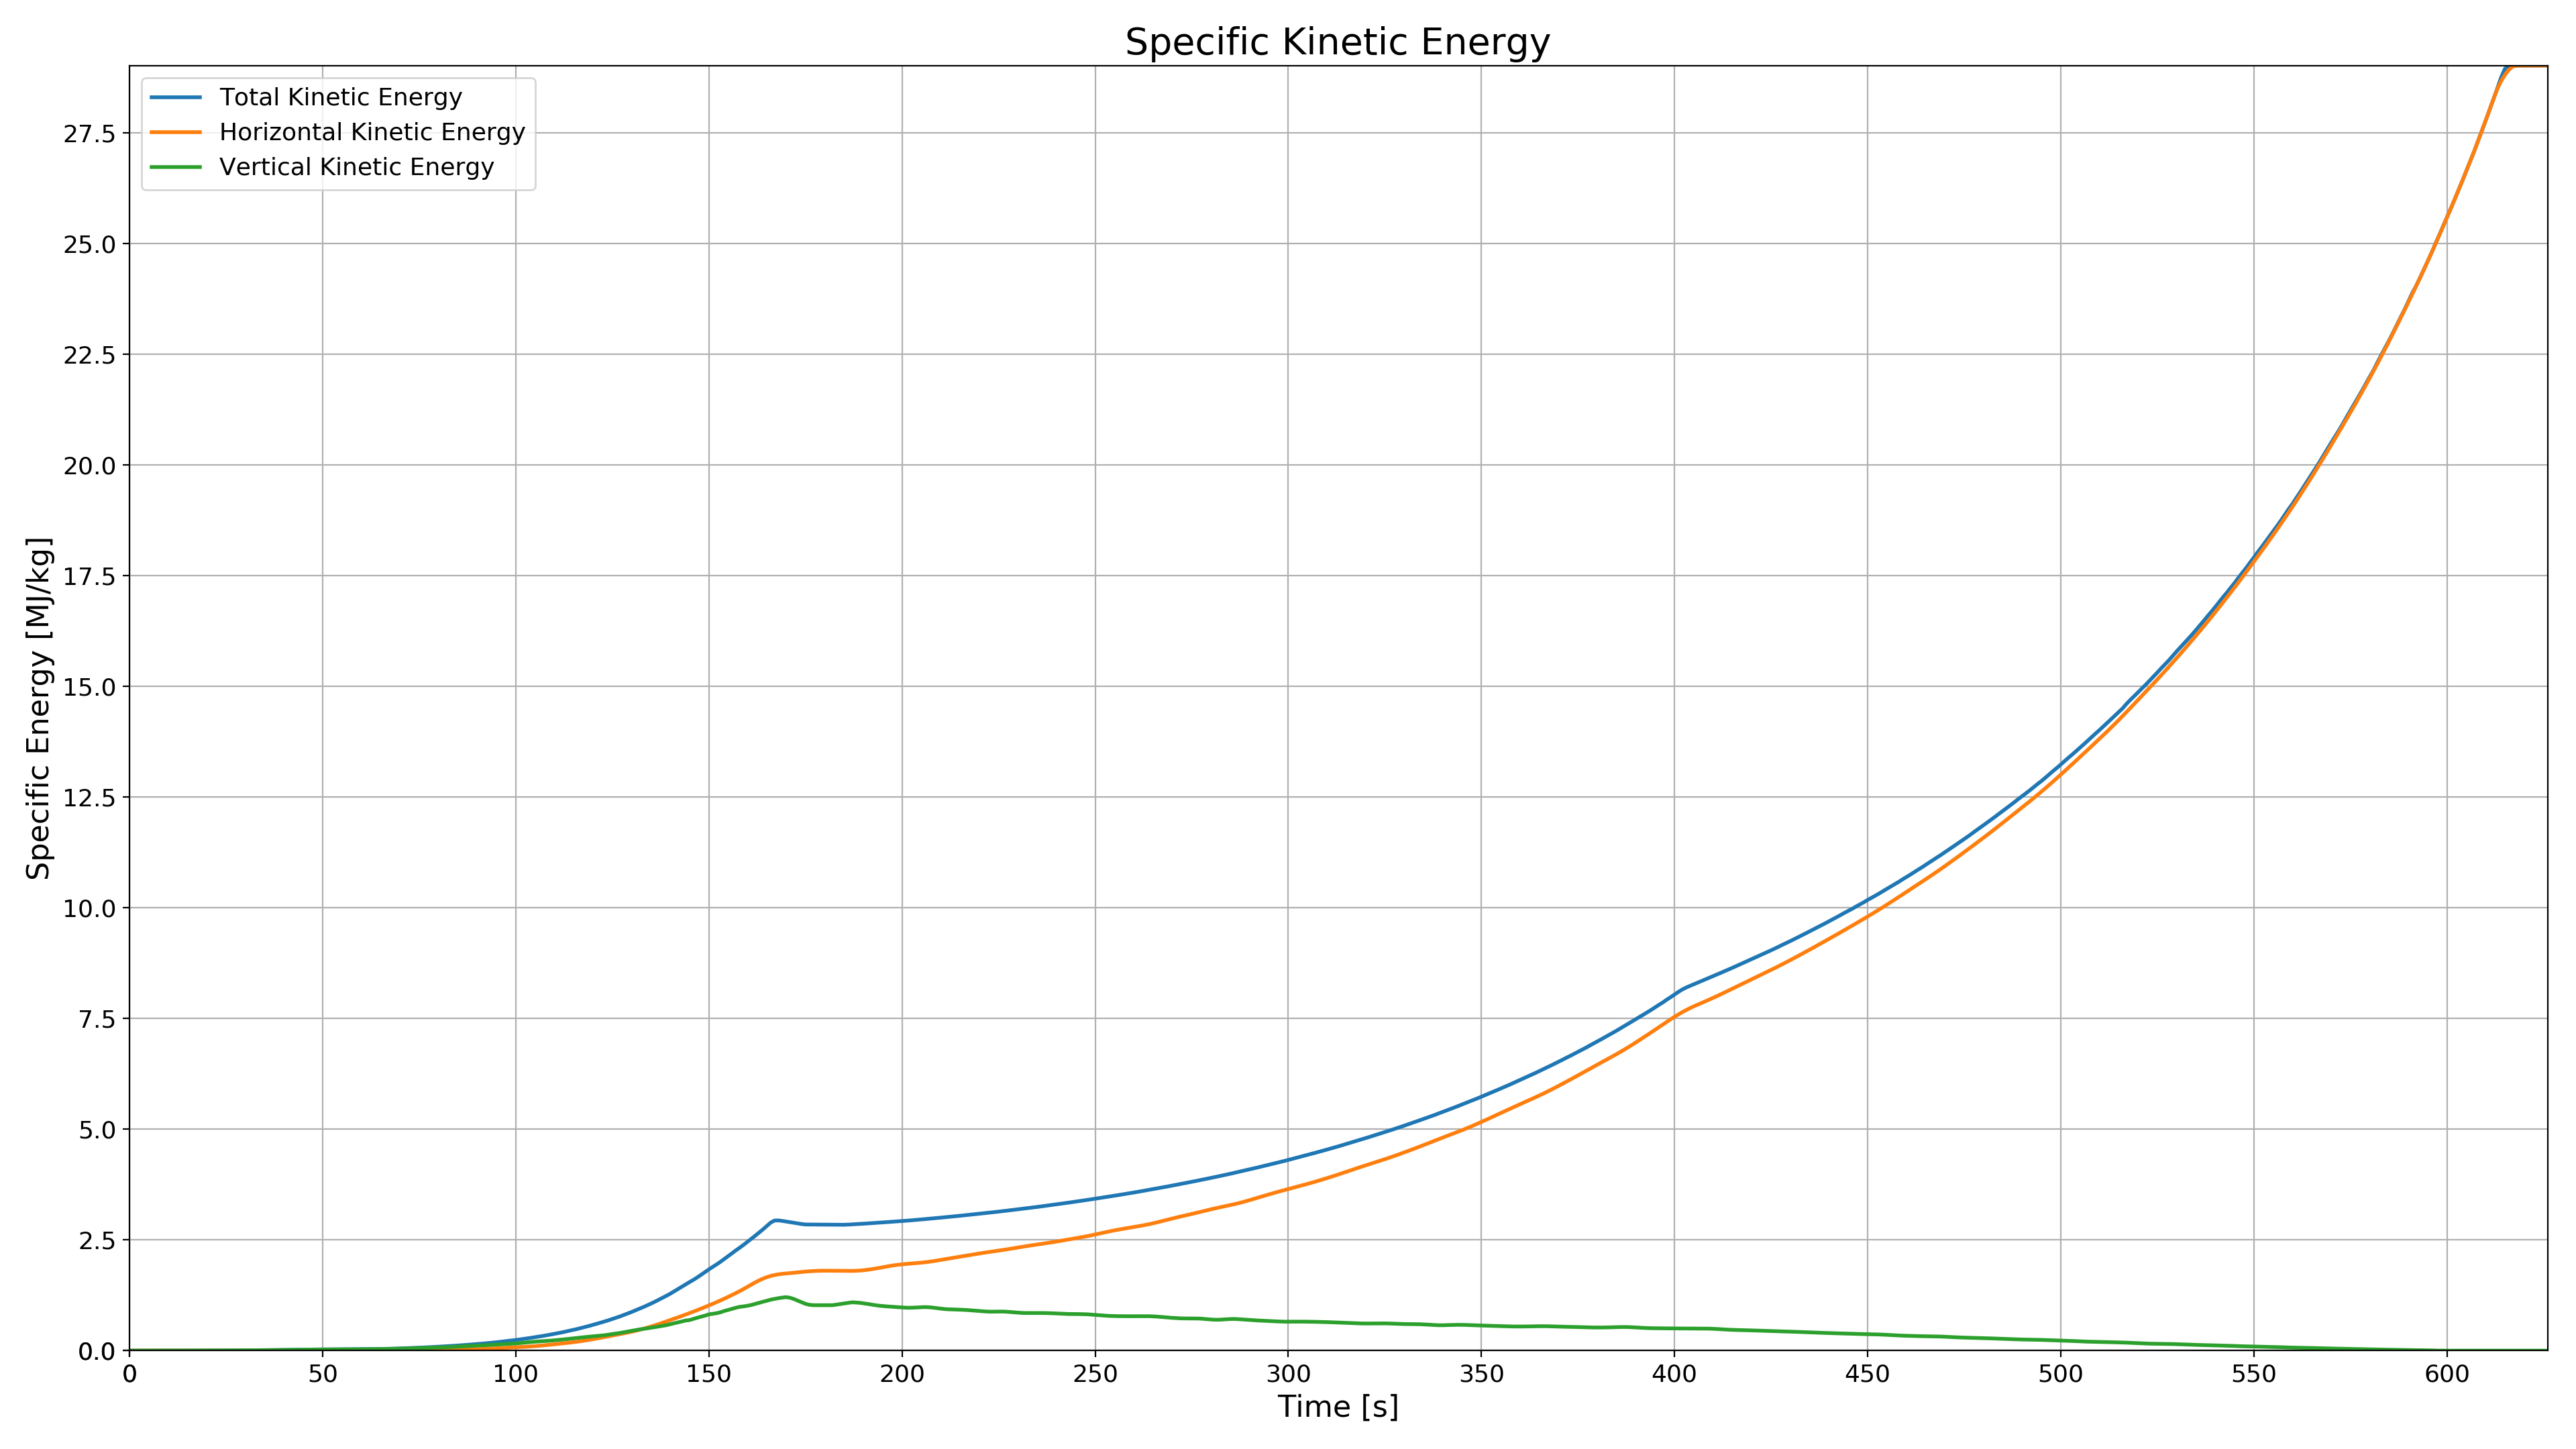 Specific Kinetic Energy
Total Kinetic Energy
Horizontal Kinetic Energy
Vertical Kinetic Energy
27.5
25.0
22.5
20.0
17.5
15.0
12.5
10.0
7.5
5.0
2.5
0.0
Specific Energy [MJ/kg]
0 50 100 150 200 250 300 350 400 450 500 550 600
Time [s]